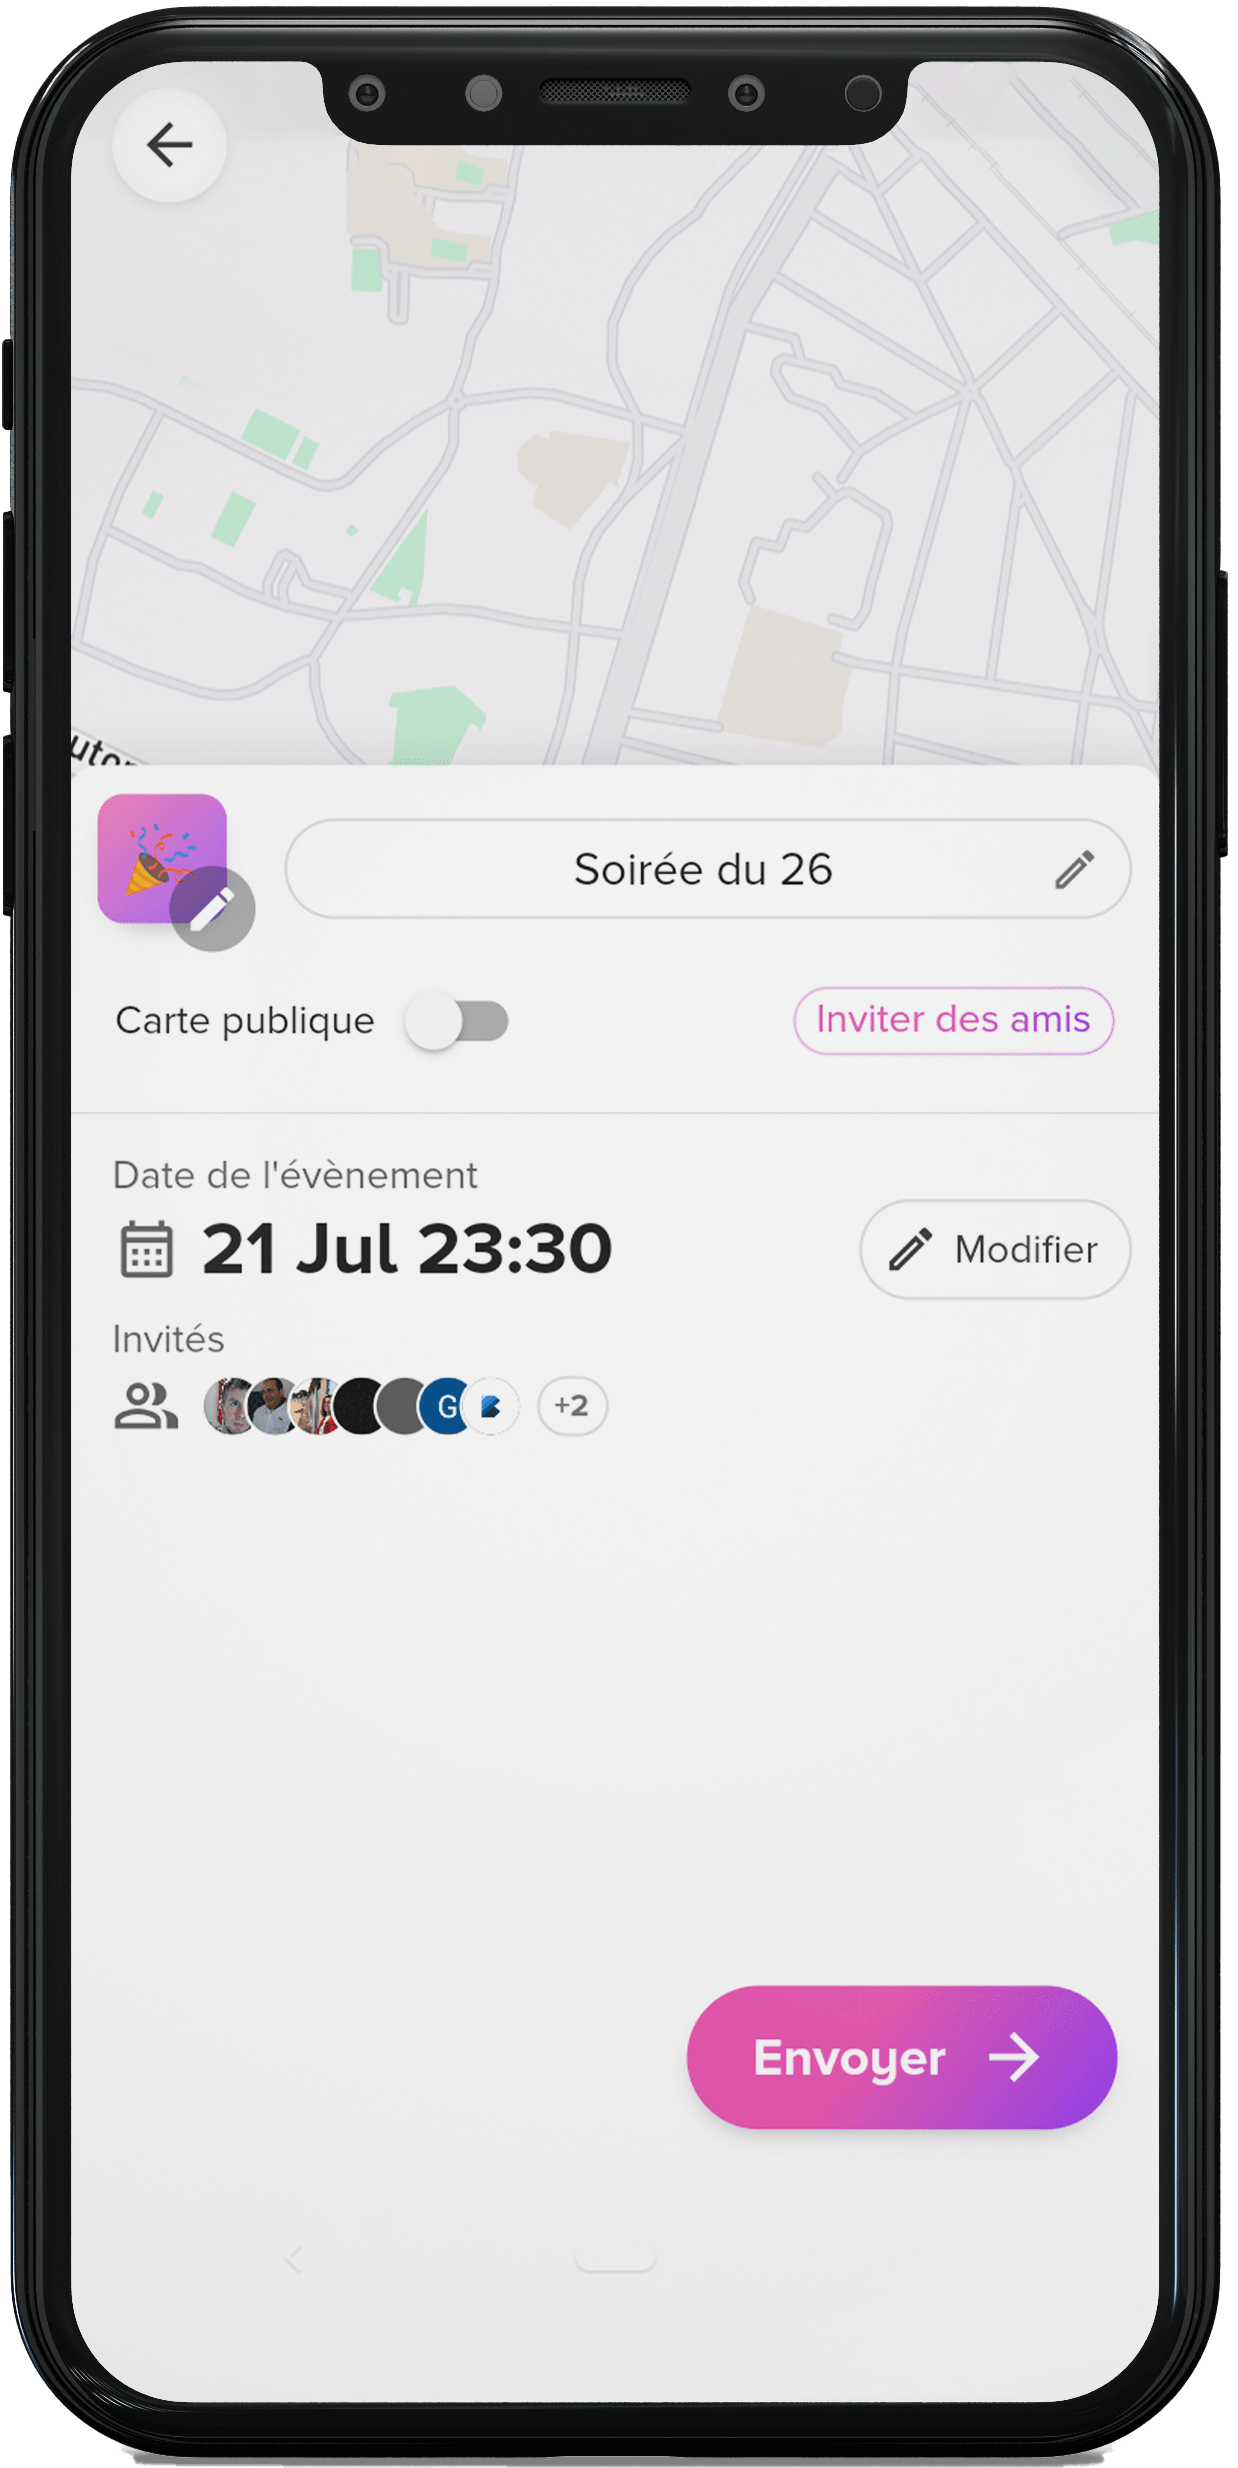 Soirée du 26
Carte publique
Inviter des amis
Date de l'évènement
21 Jul 23:30
Modifier
Invités
G
+2
Envoyer